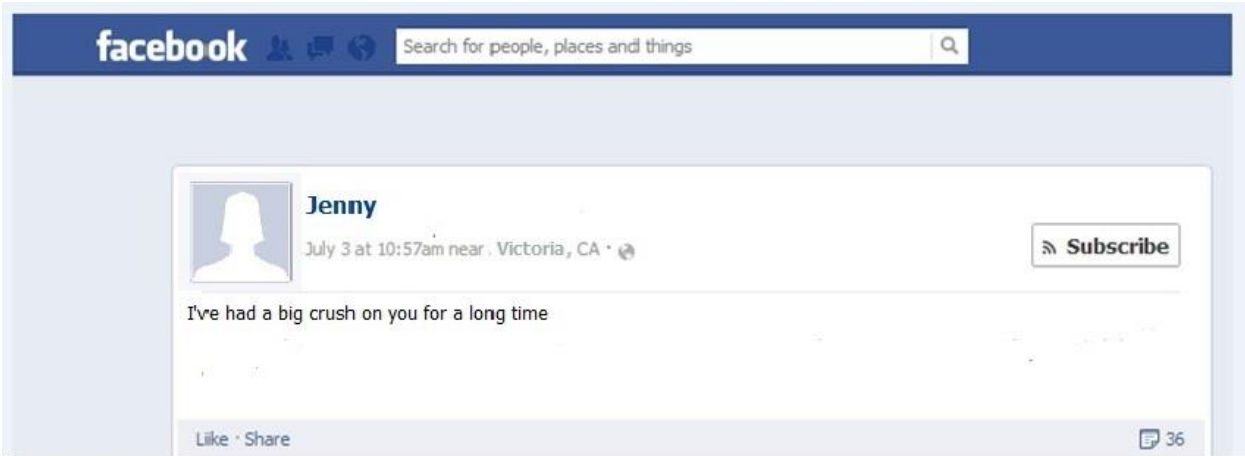 facebook Search for people, places and things
Jenny
July 3 at 10:57am near . Victoria, CA ·
Subscribe
I've had a big crush on you for a long time
Like · Share 36